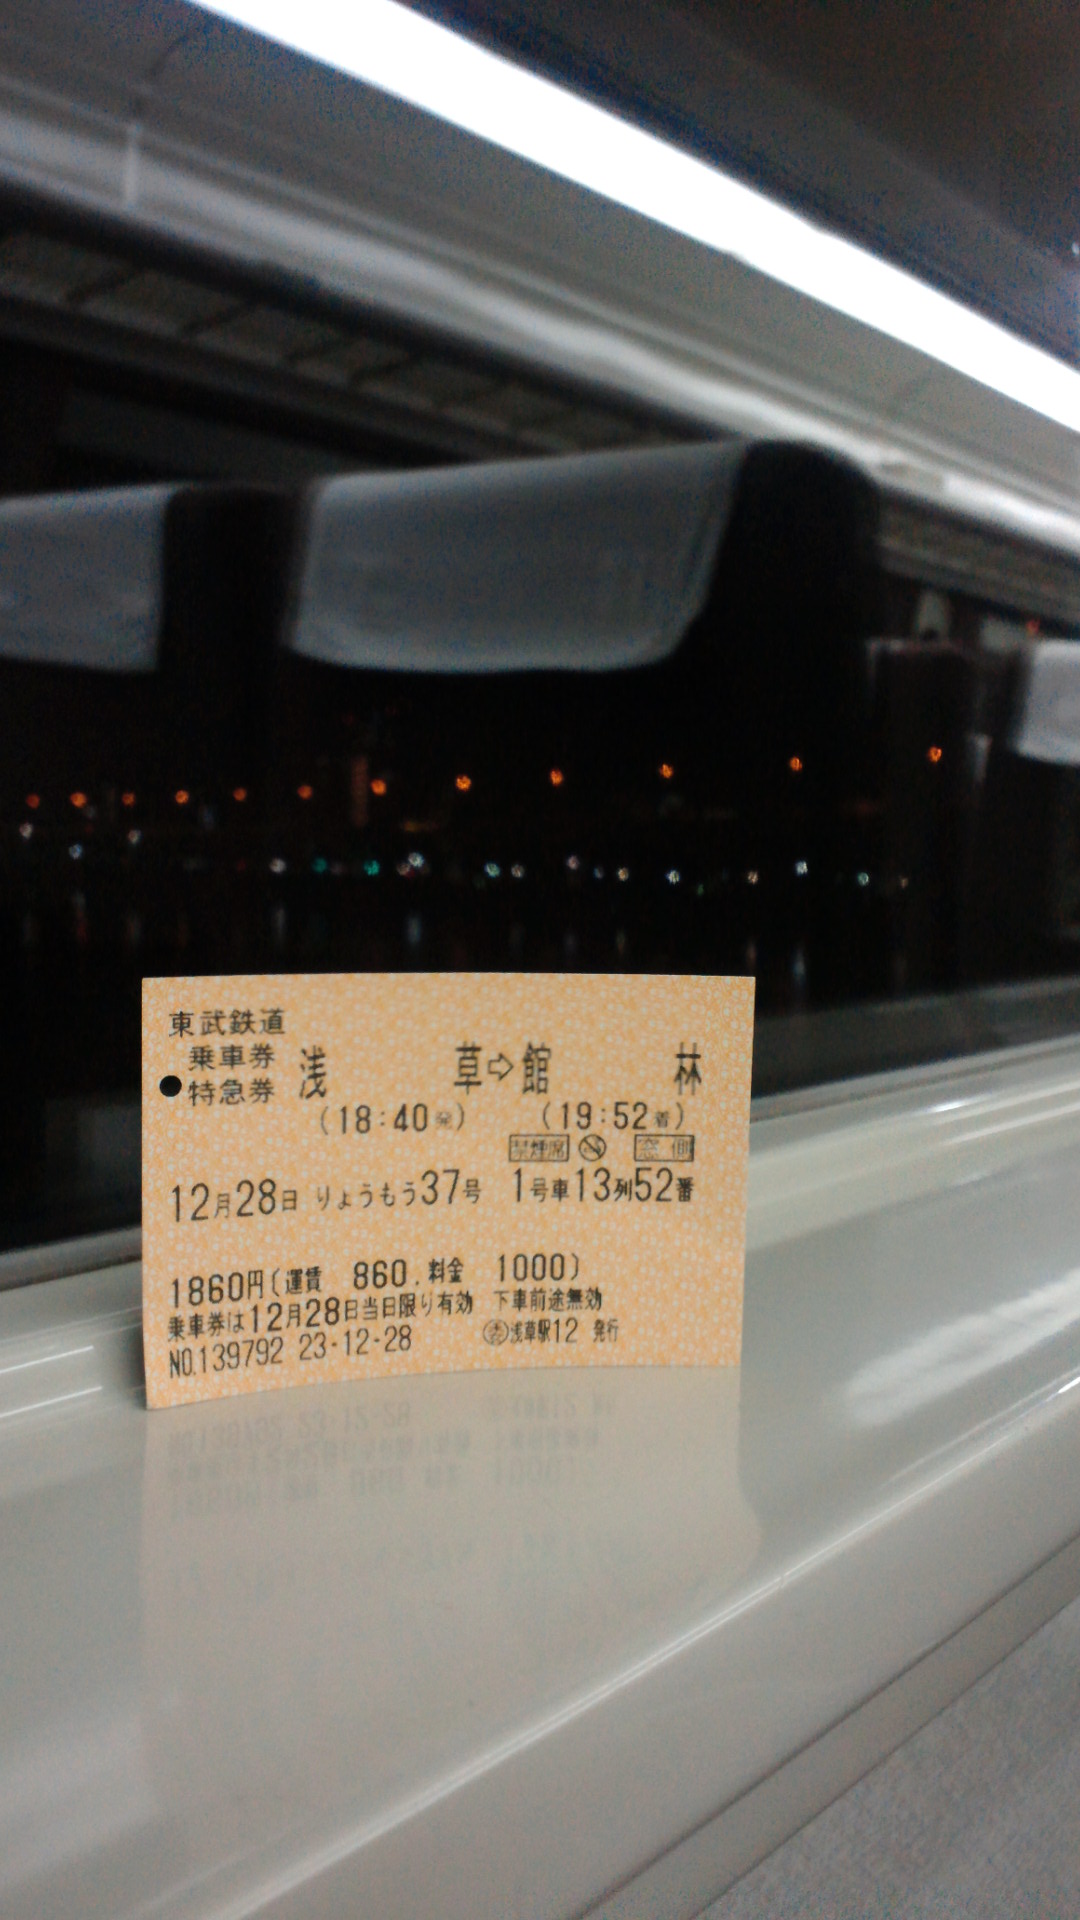 東武鉄道
乗車券
●特急券
浅草⇨館林
(18:40発) (19:52着)
禁煙席 窓側
12月28日 りょうもう37号 1号車13列52番
1860円(運賃 860.料金 1000)
乗車券は12月28日当日限り有効 下車前途無効
NO.139792 23-12-28 浅草駅12 発行